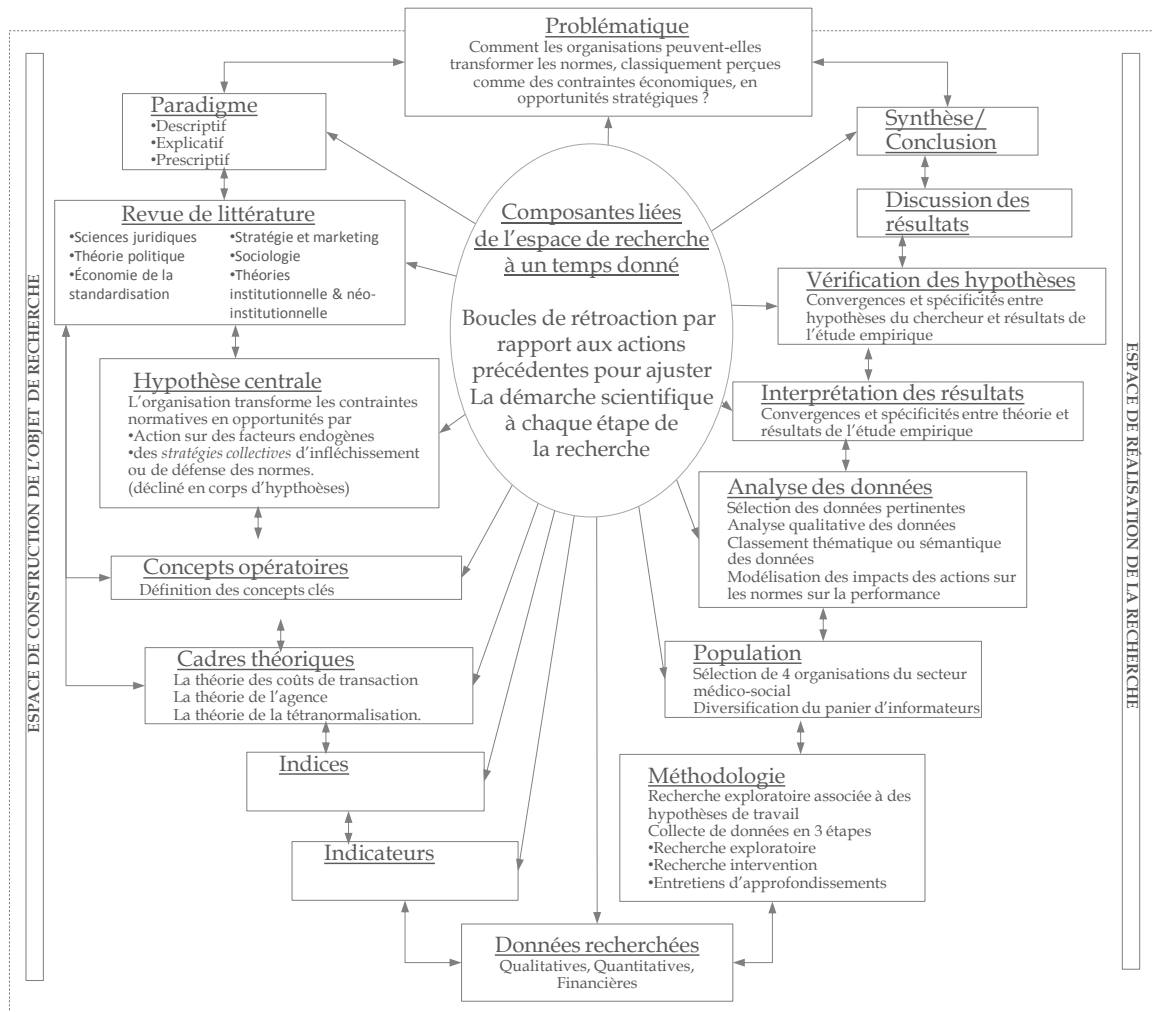 Problématique
Comment les organisations peuvent-elles
transformer les normes, classiquement perçues
comme des contraintes économiques, en
opportunités stratégiques ?
Paradigme
•Descriptif
•Explicatif
•Prescriptif
Revue de littérature
•Sciences juridiques
•Théorie politique
•Économie de la
standardisation
•Stratégie et marketing
•Sociologie
•Théories
institutionnelle & néo-
institutionnelle
Hypothèse centrale
L'organisation transforme les contraintes
normatives en opportunités par
•Action sur des facteurs endogènes
•des stratégies collectives d'infléchissement
ou de défense des normes.
(décliné en corps d'hypthoèses)
Concepts opératoires
Définition des concepts clés
Cadres théoriques
La théorie des coûts de transaction
La théorie de l'agence
La théorie de la tétranormalisation.
Indices
Indicateurs
Données recherchées
Qualitatives, Quantitatives,
Financières
Composantes liées
de l'espace de recherche
à un temps donné
Boucles de rétroaction par
rapport aux actions
précédentes pour ajuster
La démarche scientifique
à chaque étape de
la recherche
Synthèse/
Conclusion
Discussion des
résultats
Vérification des hypothèses
Convergences et spécificités entre
hypothèses du chercheur et résultats de
l'étude empirique
Interprétation des résultats
Convergences et spécificités entre théorie et
résultats de l'étude empirique
Analyse des données
Sélection des données pertinentes
Analyse qualitative des données
Classement thématique ou sémantique
des données
Modélisation des impacts des actions sur
les normes sur la performance
Population
Sélection de 4 organisations du secteur
médico-social
Diversification du panier d'informateurs
Méthodologie
Recherche exploratoire associée à des
hypothèses de travail
Collecte de données en 3 étapes
•Recherche exploratoire
•Recherche intervention
•Entretiens d'approfondissements
ESPACE DE CONSTRUCTION DE L'OBJET DE RECHERCHE
ESPACE DE RÉALISATION DE LA RECHERCHE